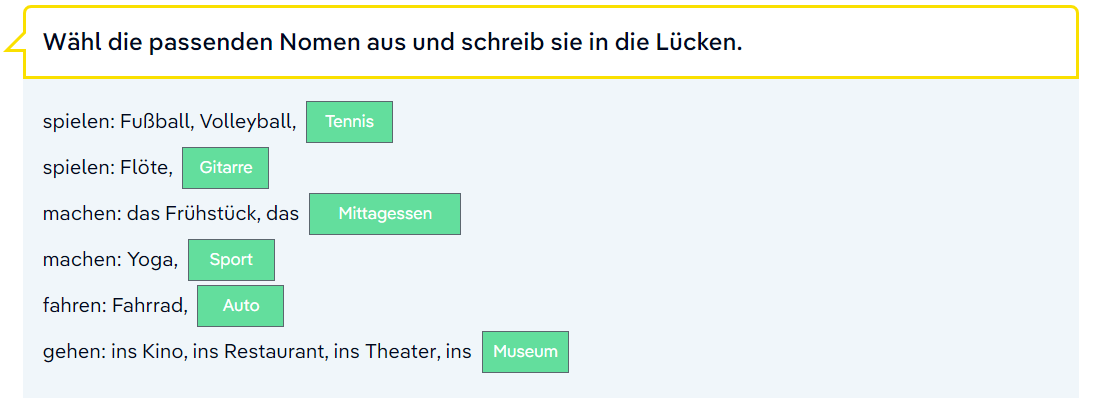 Wähl die passenden Nomen aus und schreib sie in die Lücken.
spielen: Fußball, Volleyball, Tennis
spielen: Flöte, Gitarre
machen: das Frühstück, das Mittagessen
machen: Yoga, Sport
fahren: Fahrrad, Auto
gehen: ins Kino, ins Restaurant, ins Theater, ins Museum